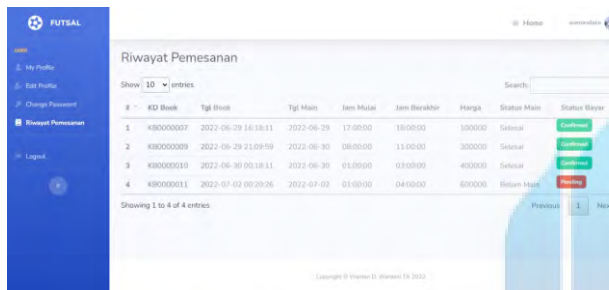 FUTSAL
Home
USER
My Profile
Edit Profile
Change Password
Riwayat Pemesanan
Logout
Riwayat Pemesanan
Show 10 entries
Search:
# KD Book Tgl Book Tgl Main Jam Mulai Jam Berakhir Harga Status Main Status Bayar
1 KB0000007 2022-06-29 16:18:11 2022-06-29 17:00:00 18:00:00 100000 Selesai Confirmed
2 KB0000009 2022-06-29 21:09:59 2022-06-30 08:00:00 11:00:00 300000 Selesai Confirmed
3 KB0000010 2022-06-30 00:18:11 2022-06-30 01:00:00 03:00:00 400000 Selesai Confirmed
4 KB0000011 2022-07-02 00:20:26 2022-07-02 01:00:00 04:00:00 600000 Belum Main Pending
Showing 1 to 4 of 4 entries
Previous 1 Nex
Copyright © 2022